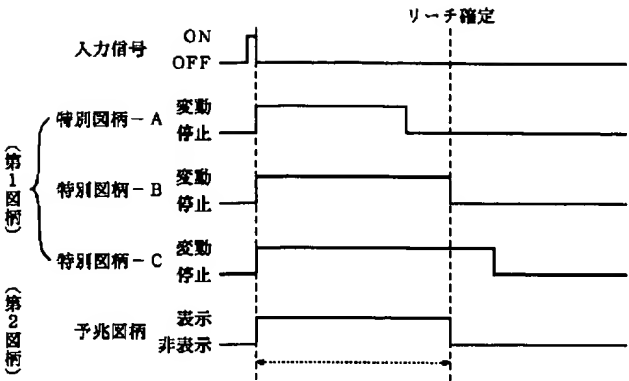 リーチ確定
入力信号
ON
OFF
(第1図柄)
特別図柄-A
変動
停止
特別図柄-B
変動
停止
特別図柄-C
変動
停止
(第2図柄)
予兆図柄
表示
非表示